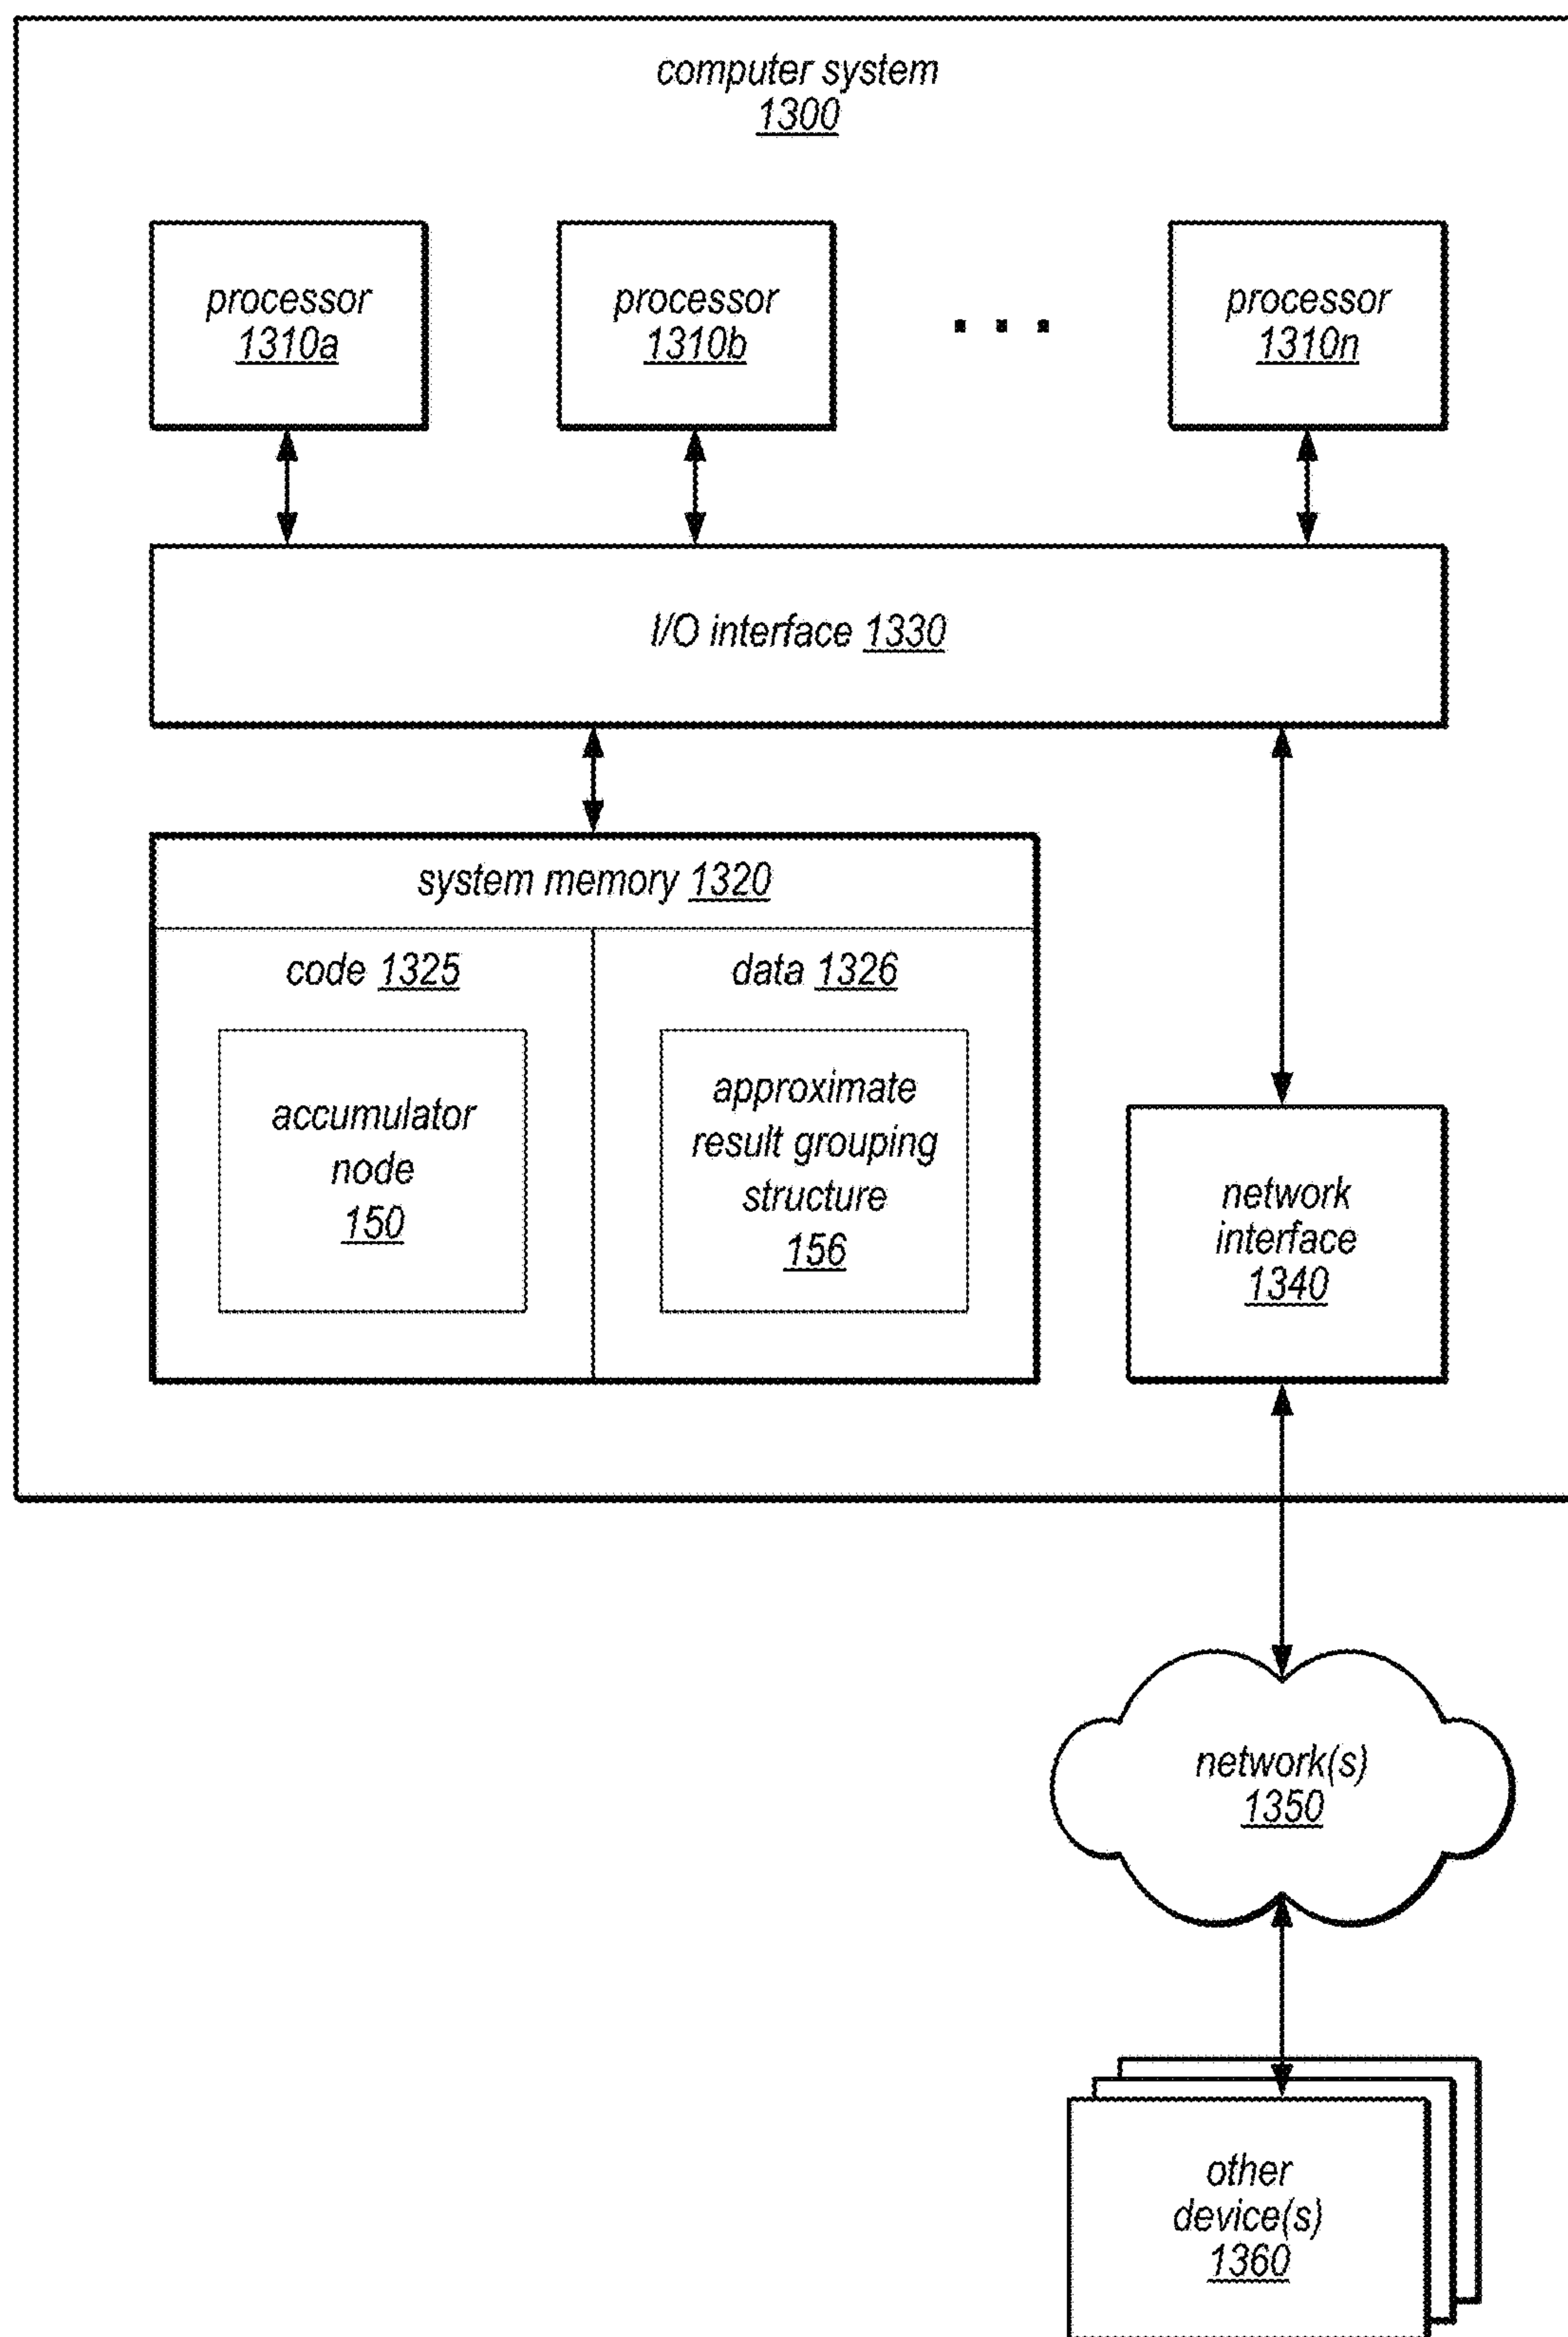 computer system
1300
processor
1310a
processor
1310b
. . .
processor
1310n
I/O interface 1330
system memory 1320
code 1325
accumulator
node
150
data 1326
approximate
result grouping
structure
156
network
interface
1340
network(s)
1350
other
device(s)
1360